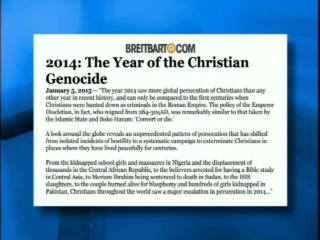 BREITBART.COM
2014: The Year of the Christian
Genocide
January 5, 2015 — "The year 2014 saw more global persecution of Christians than any
other year in recent history, and can only be compared to the first centuries when
Christians were hunted down as criminals in the Roman Empire. The policy of the Emperor
Diocletian, in fact, who reigned from 284-305AD, was remarkably similar to that taken by
the Islamic State and Boko Haram: 'Convert or die.'
A look around the globe reveals an unprecedented pattern of persecution that has shifted
from isolated incidents of hostility to a systematic campaign to exterminate Christians in
places where they have lived peacefully for centuries.
From the kidnapped school girls and massacres in Nigeria and the displacement of
thousands in the Central African Republic, to the believers arrested for having a Bible study
in Central Asia, to Meriam Ibrahim being sentenced to death in Sudan, to the ISIS
slaughters, to the couple burned alive for blasphemy and hundreds of girls kidnapped in
Pakistan, Christians throughout the world saw a major escalation in persecution in 2014..."